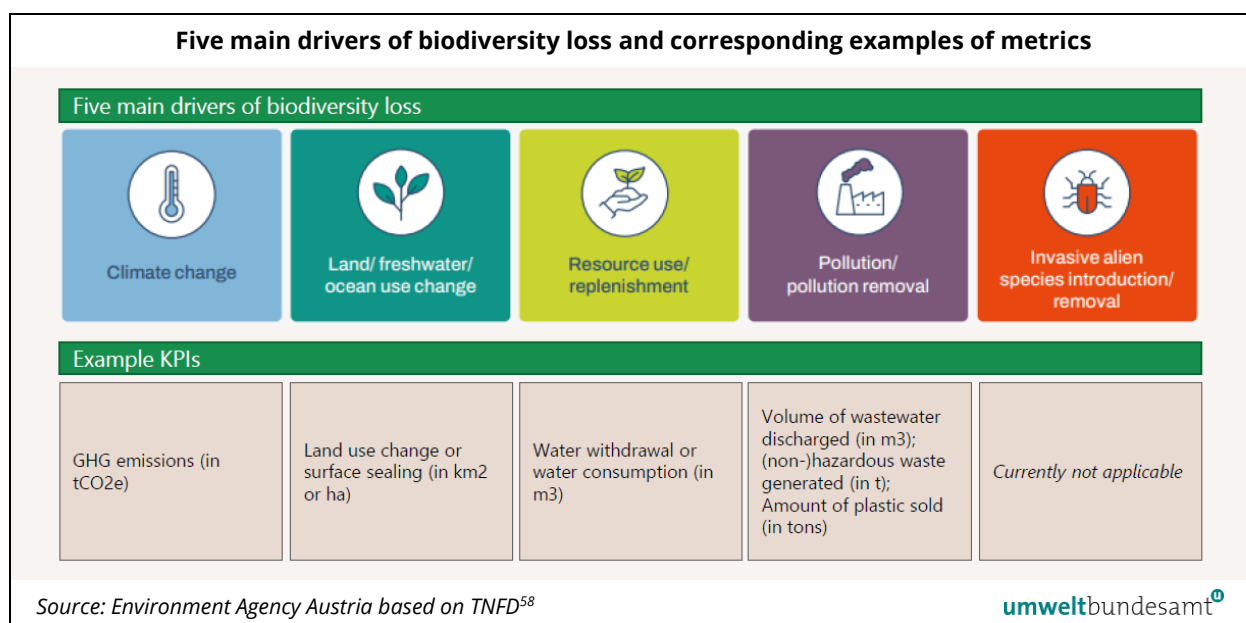 Five main drivers of biodiversity loss and corresponding examples of metrics
Five main drivers of biodiversity loss
Climate change
Land/ freshwater/
ocean use change
Resource use/
replenishment
Pollution/
pollution removal
Invasive alien
species introduction/
removal
Example KPIs
GHG emissions (in
tCO2e)
Land use change or
surface sealing (in km2
or ha)
Water withdrawal or
water consumption (in
m3)
Volume of wastewater
discharged (in m3);
(non-)hazardous waste
generated (in t);
Amount of plastic sold
(in tons)
Currently not applicable
Source: Environment Agency Austria based on TNFD58
umweltbundesamt u